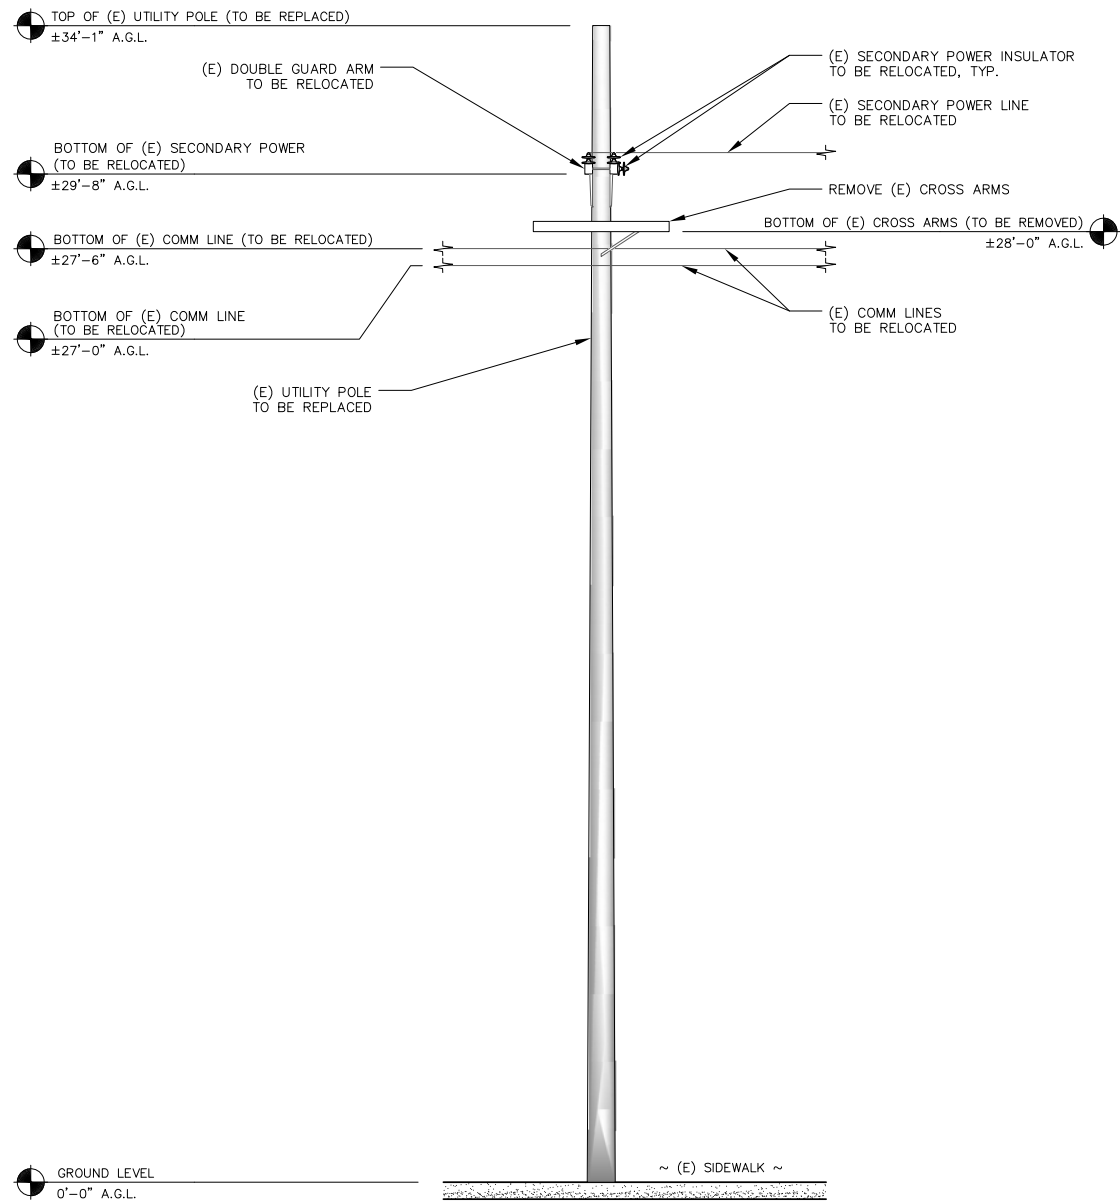 TOP OF (E) UTILITY POLE (TO BE REPLACED)
±34'-1" A.G.L.
(E) DOUBLE GUARD ARM
TO BE RELOCATED
(E) SECONDARY POWER INSULATOR
TO BE RELOCATED, TYP.
(E) SECONDARY POWER LINE
TO BE RELOCATED
BOTTOM OF (E) SECONDARY POWER
(TO BE RELOCATED)
±29'-8" A.G.L.
REMOVE (E) CROSS ARMS
BOTTOM OF (E) CROSS ARMS (TO BE REMOVED)
±28'-0" A.G.L.
BOTTOM OF (E) COMM LINE (TO BE RELOCATED)
±27'-6" A.G.L.
BOTTOM OF (E) COMM LINE
(TO BE RELOCATED)
±27'-0" A.G.L.
(E) COMM LINES
TO BE RELOCATED
(E) UTILITY POLE
TO BE REPLACED
~ (E) SIDEWALK ~
GROUND LEVEL
0'-0" A.G.L.